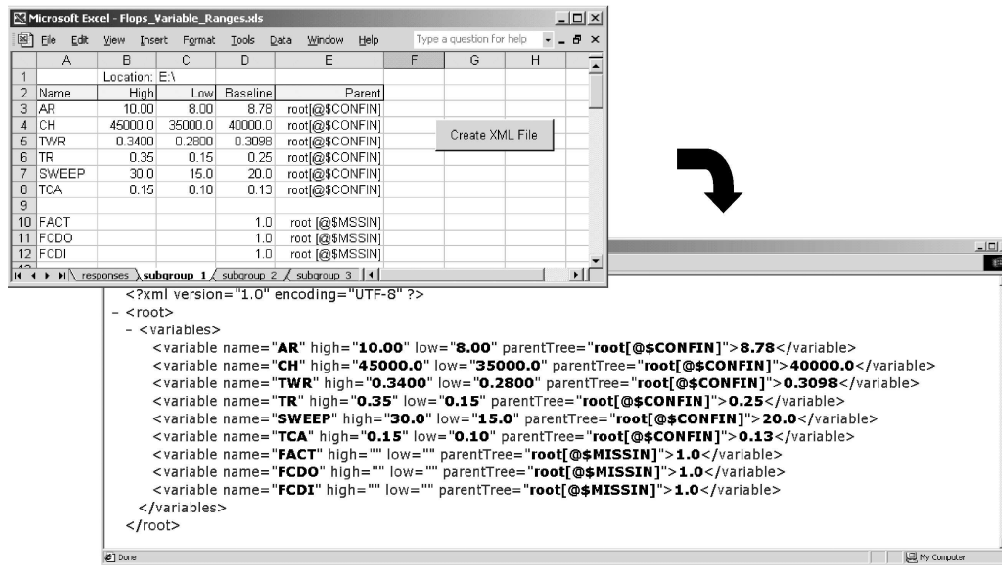 Microsoft Excel - Flops_Variable_Ranges.xls
File Edit View Insert Format Tools Data Window Help Type a question for help
A B C D E F G H
1 Location: E:\
2 Name High Low Baseline Parent
3 AR 10.00 8.00 8.78 root[@$CONFIN]
4 CH 45000.0 35000.0 40000.0 root[@$CONFIN]
5 TWR 0.3400 0.2800 0.3098 root[@$CONFIN]
6 TR 0.35 0.15 0.25 root[@$CONFIN]
7 SWEEP 30.0 15.0 20.0 root[@$CONFIN]
8 TCA 0.15 0.10 0.13 root[@$CONFIN]
9
10 FACT 1.0 root [@$MSSIN]
11 FCDO 1.0 root [@$MSSIN]
12 FCDI 1.0 root [@$MSSIN]
Create XML File
responses subgroup 1 subgroup 2 subgroup 3
<?xml version="1.0" encoding="UTF-8" ?>
- <root>
- <variables>
<variable name="AR" high="10.00" low="8.00" parentTree="root[@$CONFIN]">8.78</variable>
<variable name="CH" high="45000.0" low="35000.0" parentTree="root[@$CONFIN]">40000.0</variable>
<variable name="TWR" high="0.3400" low="0.2800" parentTree="root[@$CONFIN]">0.3098</variable>
<variable name="TR" high="0.35" low="0.15" parentTree="root[@$CONFIN]">0.25</variable>
<variable name="SWEEP" high="30.0" low="15.0" parentTree="root[@$CONFIN]">20.0</variable>
<variable name="TCA" high="0.15" low="0.10" parentTree="root[@$CONFIN]">0.13</variable>
<variable name="FACT" high="" low="" parentTree="root[@$MISSIN]">1.0</variable>
<variable name="FCDO" high="" low="" parentTree="root[@$MISSIN]">1.0</variable>
<variable name="FCDI" high="" low="" parentTree="root[@$MISSIN]">1.0</variable>
</variables>
</root>
Done My Computer